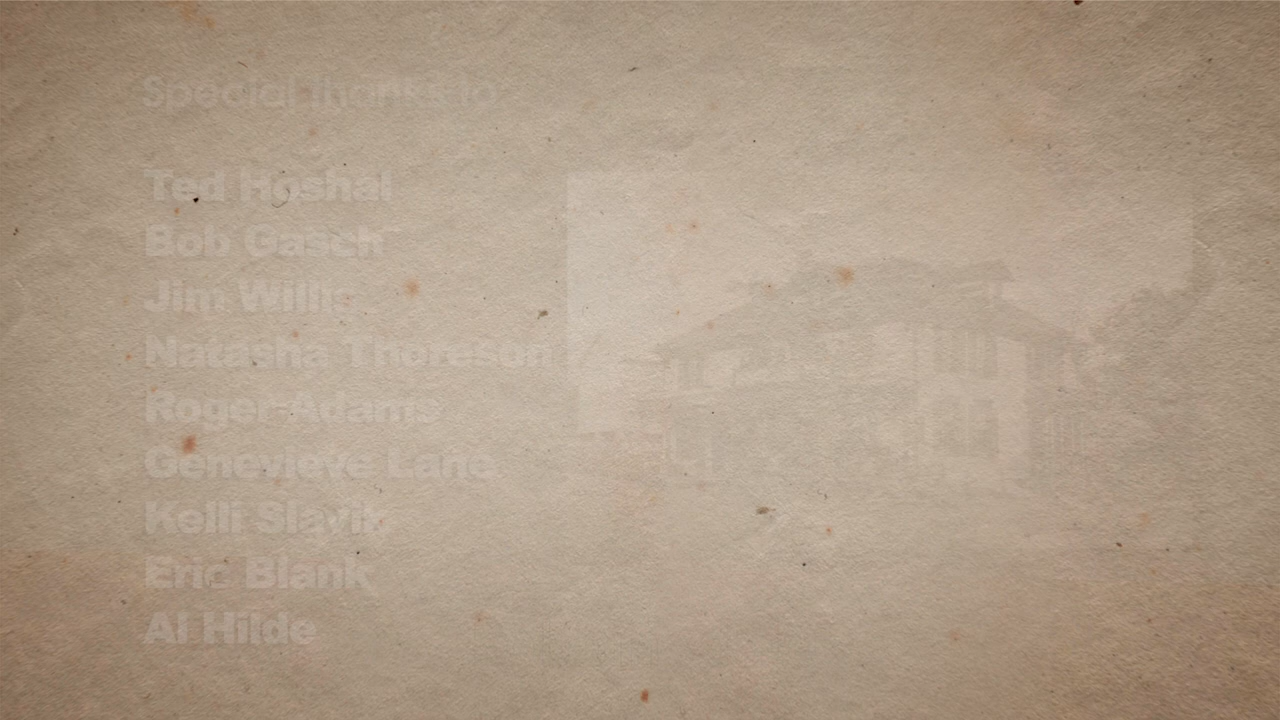 Special thanks to
Ted Hoshal
Bob Gasch
Jim Willis
Natasha Thoreson
Roger Adams
Genevieve Lane
Kelli Slavik
Eric Blank
Al Hilde